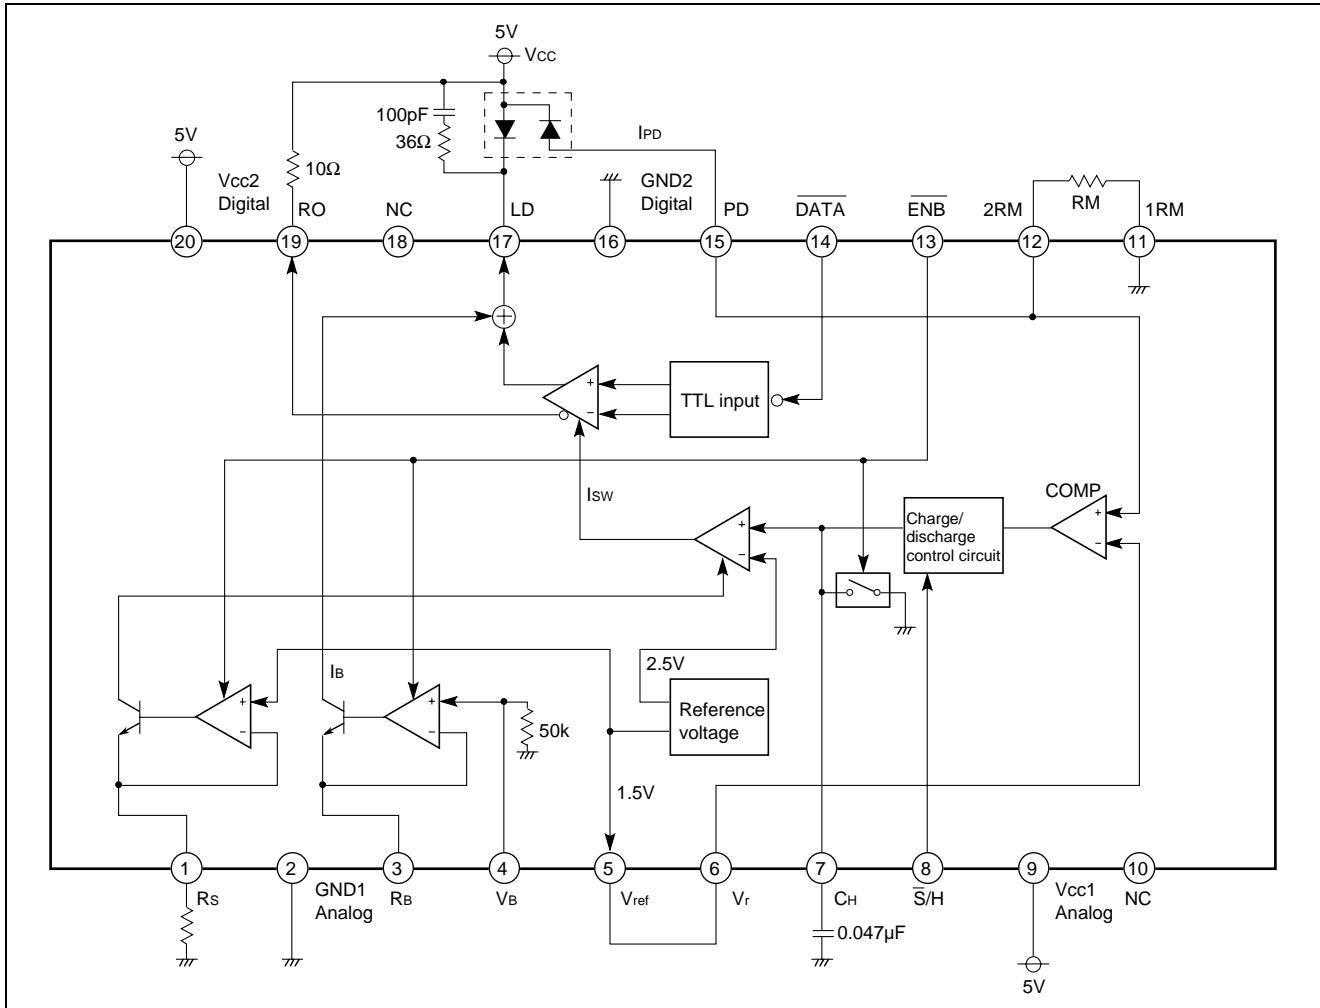 5V
VCC
100pF
36Ω
IPD
5V
10Ω
Vcc2
Digital
RO
NC
LD
GND2
Digital
PD
DATA
ENB
2RM
RM
1RM
20
19
18
17
16
15
14
13
12
11
+
−
TTL input
ISW
COMP
+
−
Charge/
discharge
control circuit
+
−
2.5V
IB
+
−
+
−
50k
Reference
voltage
1.5V
1
2
3
4
5
6
7
8
9
10
RS
GND1
Analog
RB
VB
Vref
Vr
CH
S/H
Vcc1
Analog
NC
0.047µF
5V